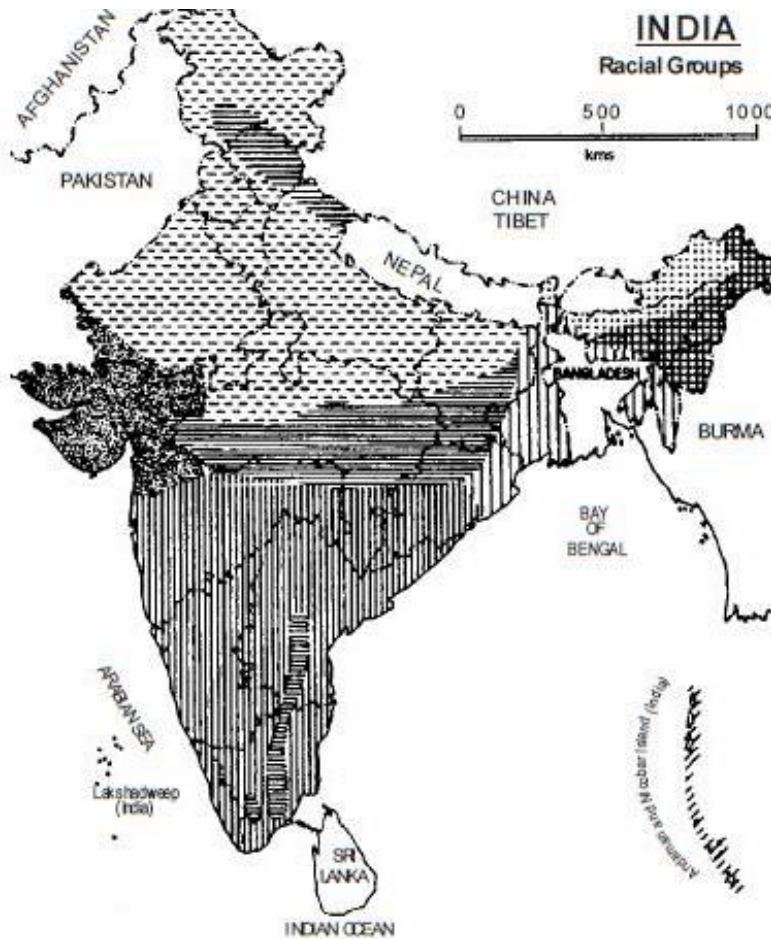 INDIA
Racial Groups
0 500 1000
kms
AFGHANISTAN
PAKISTAN
CHINA
TIBET
NEPAL
BANGLADESH
BURMA
BAY
OF
BENGAL
ARABIAN SEA
Lakshadweep
(India)
Andaman and Nicobar Island (India)
SRI
LANKA
INDIAN OCEAN